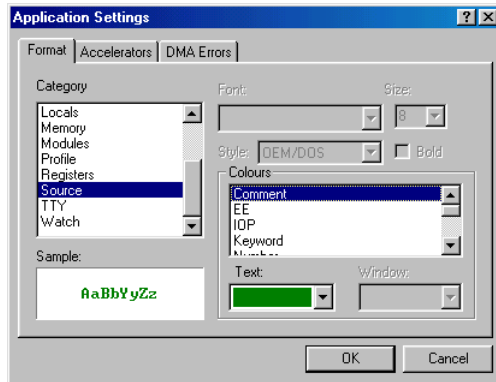 Application Settings
Format Accelerators DMA Errors
Category
Locals
Memory
Modules
Profile
Registers
Source
TTY
Watch
Sample:
AaBbYyZz
Font:
Size:
8
Style: OEM/DOS
Bold
Colours
Comment
EE
IOP
Keyword
Number
Text:
Window:
OK Cancel